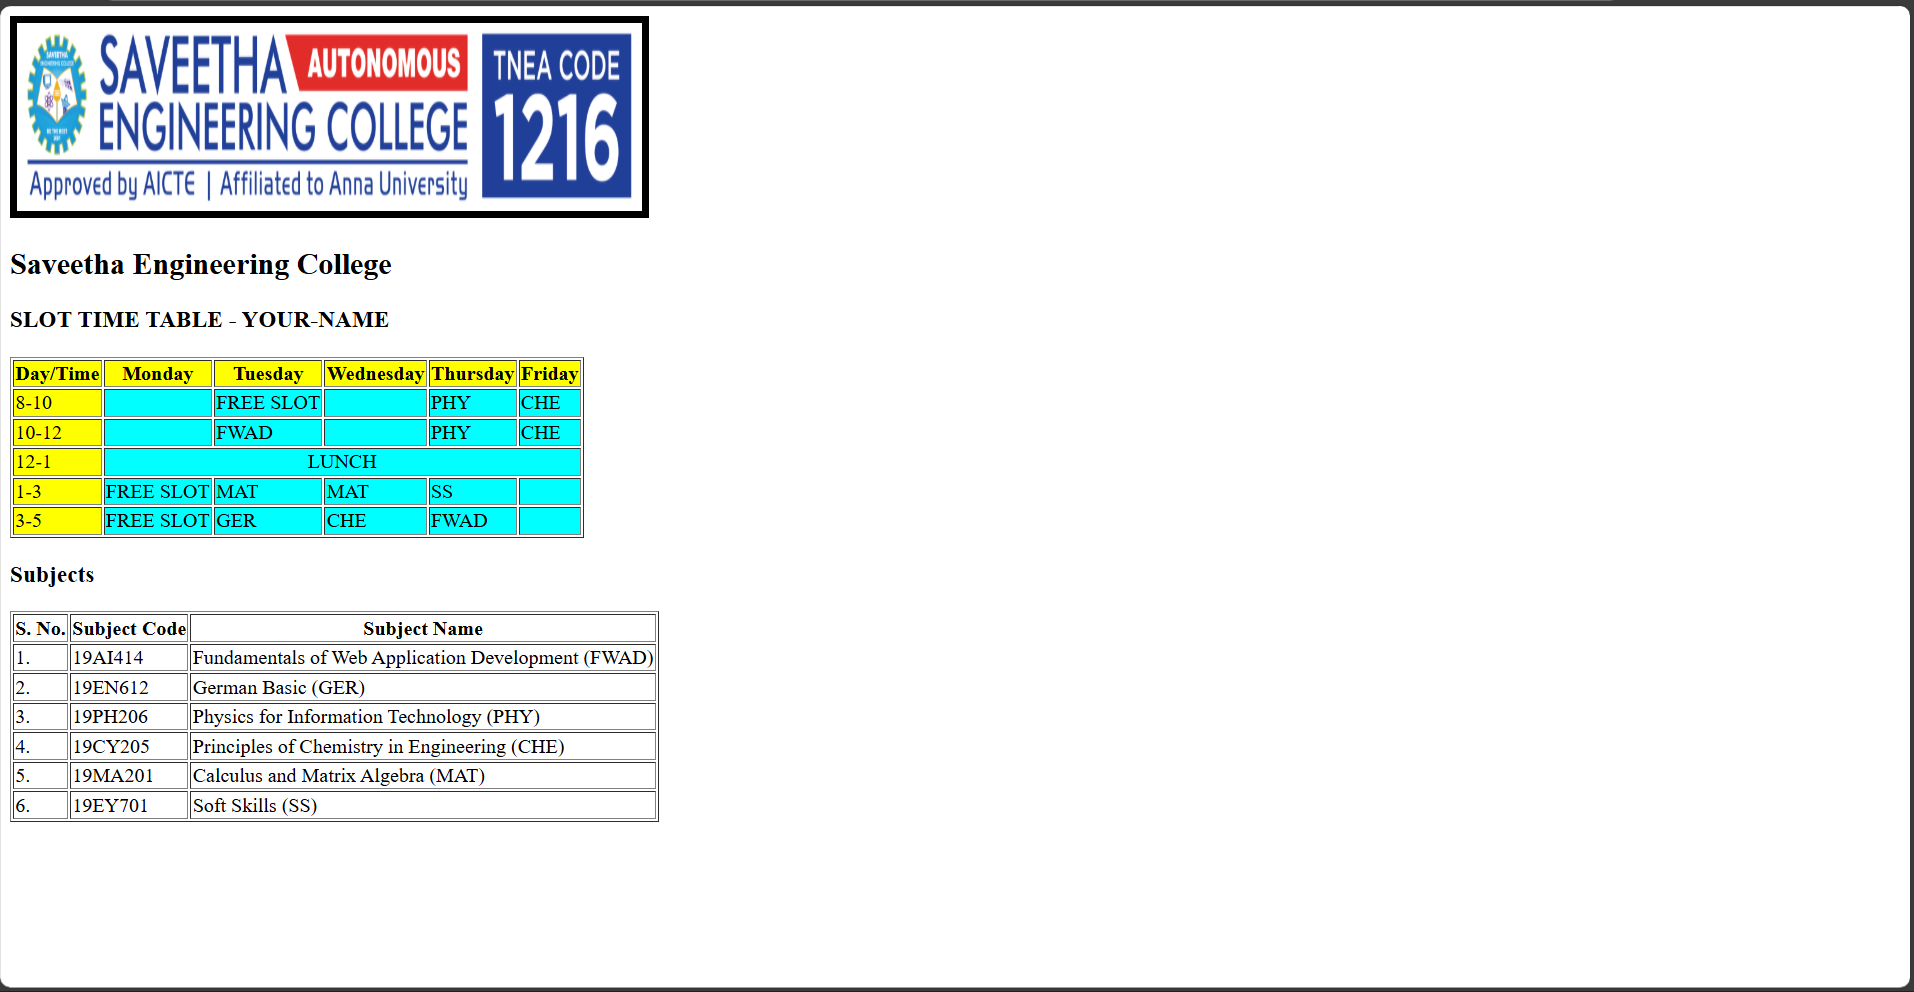 SAVEETHA AUTONOMOUS
ENGINEERING COLLEGE
Approved by AICTE | Affiliated to Anna University
TNEA CODE
1216
Saveetha Engineering College
SLOT TIME TABLE - YOUR-NAME
Day/Time Monday Tuesday Wednesday Thursday Friday
8-10 FREE SLOT PHY CHE
10-12 FWAD PHY CHE
12-1 LUNCH
1-3 FREE SLOT MAT MAT SS
3-5 FREE SLOT GER CHE FWAD
Subjects
S. No. Subject Code Subject Name
1. 19AI414 Fundamentals of Web Application Development (FWAD)
2. 19EN612 German Basic (GER)
3. 19PH206 Physics for Information Technology (PHY)
4. 19CY205 Principles of Chemistry in Engineering (CHE)
5. 19MA201 Calculus and Matrix Algebra (MAT)
6. 19EY701 Soft Skills (SS)